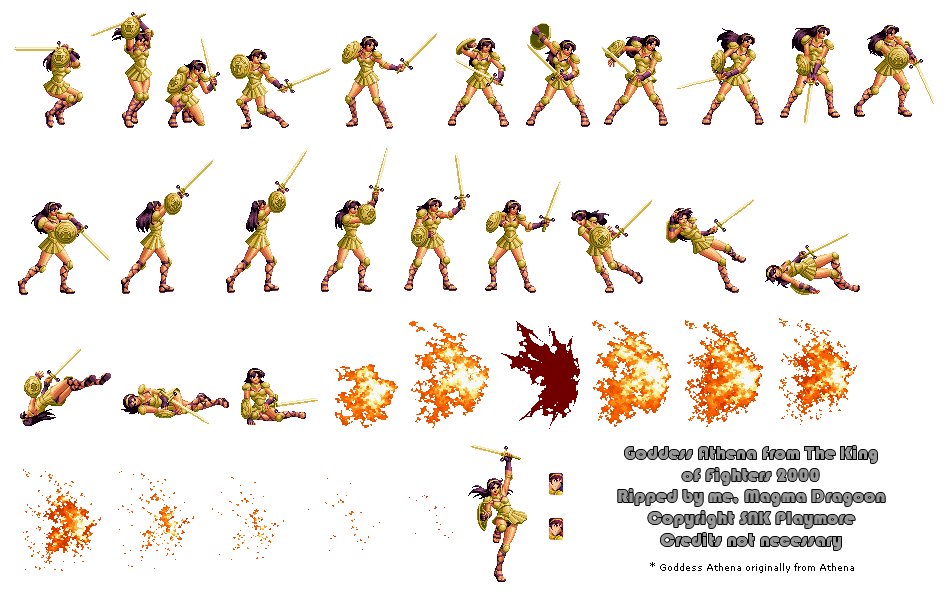 Goddess Athena from The King
of Fighters 2000
Ripped by me, Magma Dragoon
Copyright SNK Playmore
Credits not necessary
* Goddess Athena originally from Athena